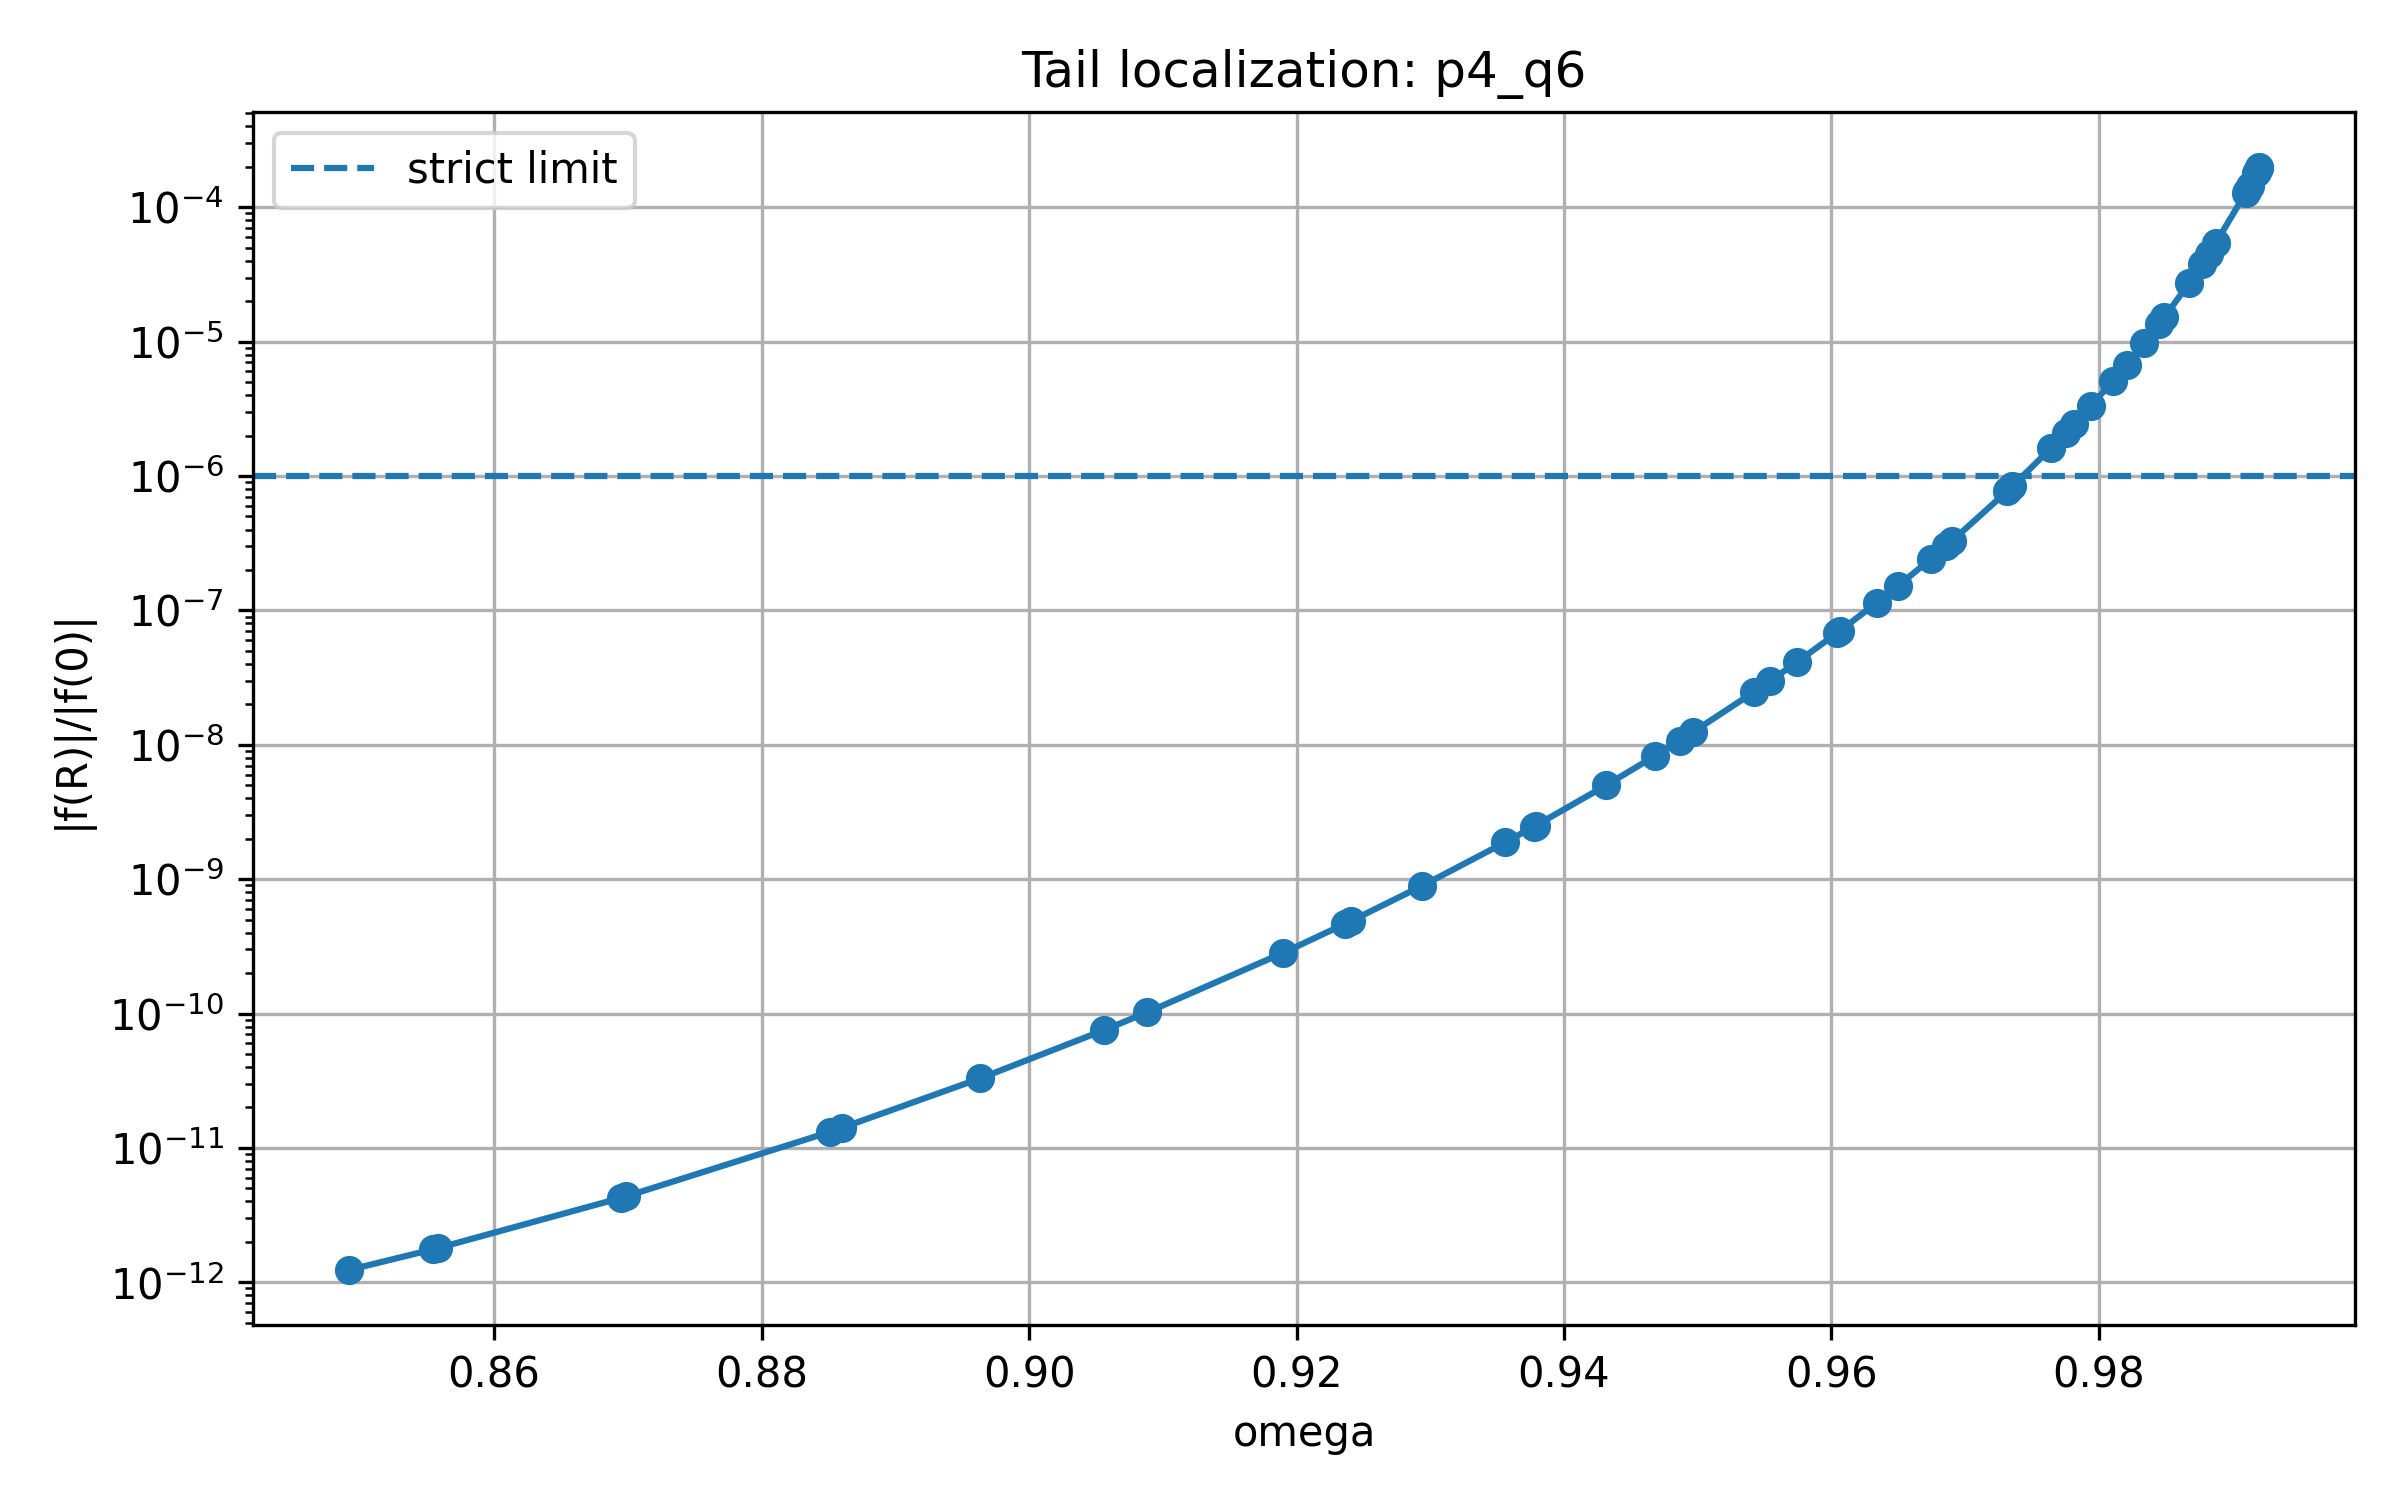 Tail localization: p4_q6
strict limit
10⁻⁴
10⁻⁵
10⁻⁶
10⁻⁷
10⁻⁸
10⁻⁹
10⁻¹⁰
10⁻¹¹
10⁻¹²
|f(R)|/|f(0)|
0.86 0.88 0.90 0.92 0.94 0.96 0.98
omega